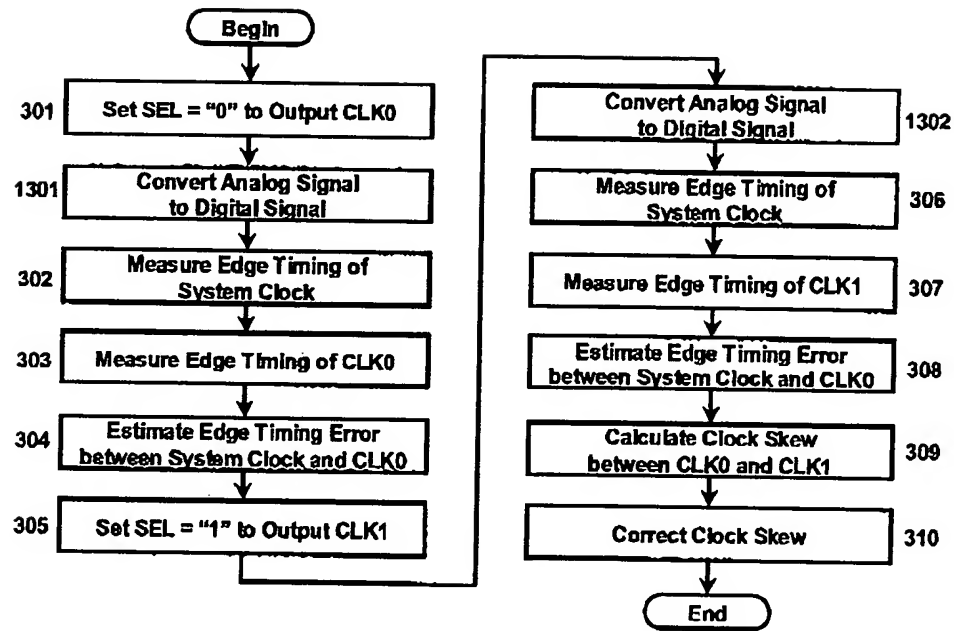 Begin
301
Set SEL = "0" to Output CLK0
1301
Convert Analog Signal
to Digital Signal
302
Measure Edge Timing of
System Clock
303
Measure Edge Timing of CLK0
304
Estimate Edge Timing Error
between System Clock and CLK0
305
Set SEL = "1" to Output CLK1
Convert Analog Signal
to Digital Signal
1302
Measure Edge Timing of
System Clock
306
Measure Edge Timing of CLK1
307
Estimate Edge Timing Error
between System Clock and CLK0
308
Calculate Clock Skew
between CLK0 and CLK1
309
Correct Clock Skew
310
End